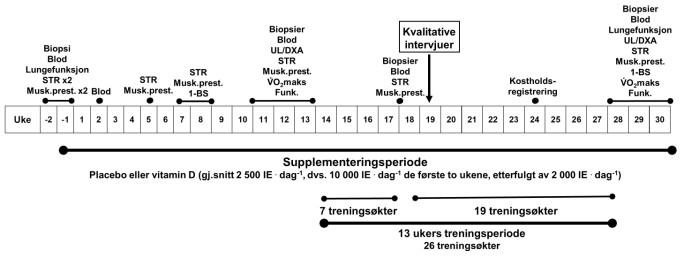 Biopsi
Blod
Lungefunksjon
STR x2
Musk.prest. x2
Blod
STR
Musk.prest.
STR
Musk.prest.
1-BS
Biopsier
Blod
UL/DXA
STR
Musk.prest.
V̇O₂maks
Funk.
Biopsier
Blod
STR
Musk.prest.
Kvalitative
intervjuer
Kostholds-
registrering
Biopsier
Blod
Lungefunksjon
UL/DXA
STR
Musk.prest.
1-BS
V̇O₂maks
Funk.
Uke -2 -1 1 2 3 4 5 6 7 8 9 10 11 12 13 14 15 16 17 18 19 20 21 22 23 24 25 26 27 28 29 30
Supplementeringsperiode
Placebo eller vitamin D (gj.snitt 2 500 IE · dag⁻¹, dvs. 10 000 IE · dag⁻¹ de første to ukene, etterfulgt av 2 000 IE · dag⁻¹)
7 treningsøkter
19 treningsøkter
13 ukers treningsperiode
26 treningsøkter